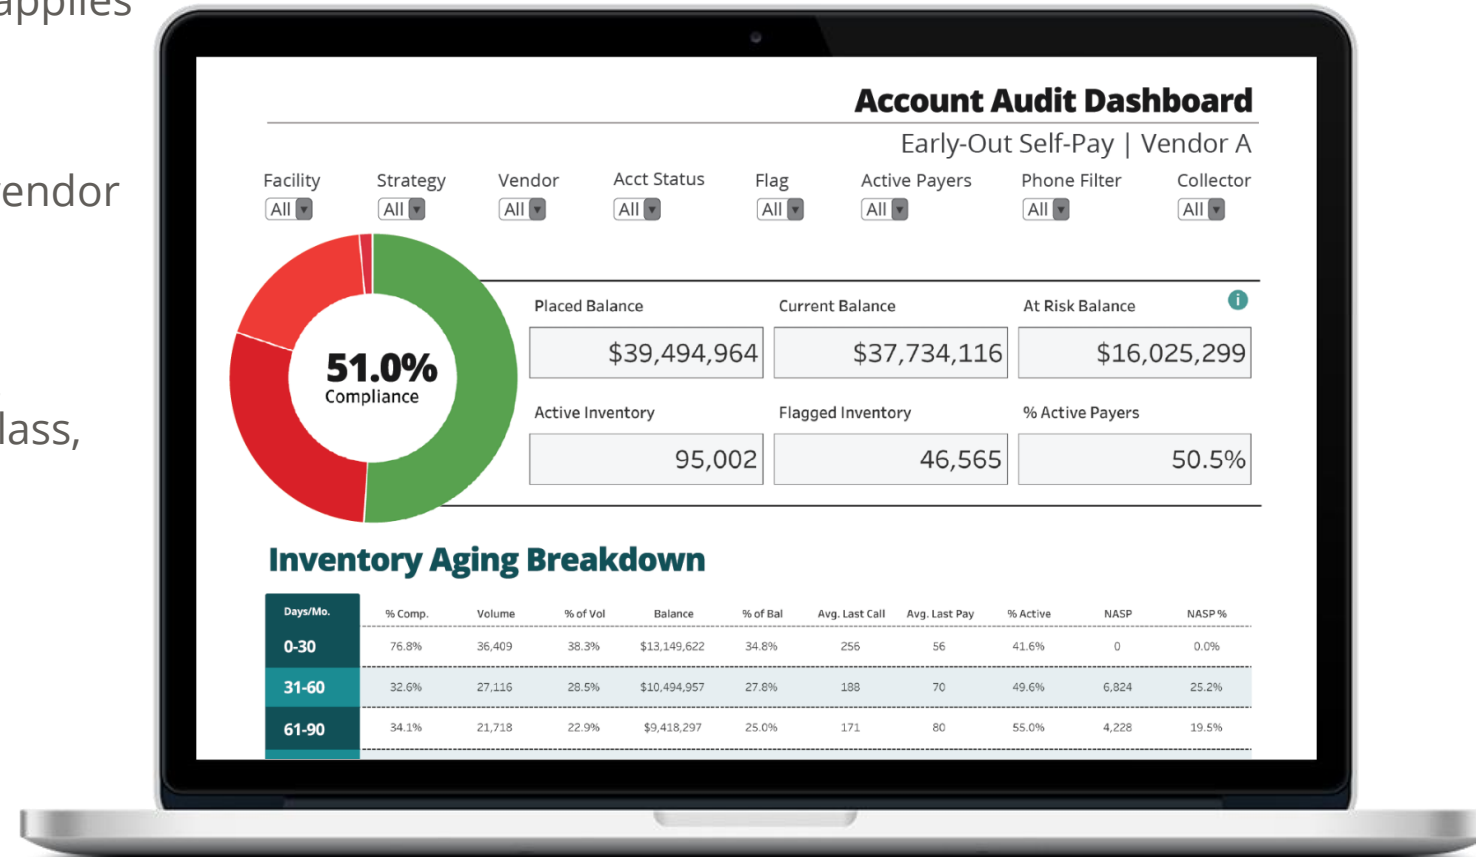 applies
vendor
lass,
Account Audit Dashboard
Early-Out Self-Pay | Vendor A
Facility Strategy Vendor Acct Status Flag Active Payers Phone Filter Collector
All All All All All All All All
51.0%
Compliance
Placed Balance Current Balance At Risk Balance i
$39,494,964 $37,734,116 $16,025,299
Active Inventory Flagged Inventory % Active Payers
95,002 46,565 50.5%
Inventory Aging Breakdown
Days/Mo. % Comp. Volume % of Vol Balance % of Bal Avg. Last Call Avg. Last Pay % Active NASP NASP %
0-30 76.8% 36,409 38.3% $13,149,622 34.8% 256 56 41.6% 0 0.0%
31-60 32.6% 27,116 28.5% $10,494,957 27.8% 188 70 49.6% 6,824 25.2%
61-90 34.1% 21,718 22.9% $9,418,297 25.0% 171 80 55.0% 4,228 19.5%